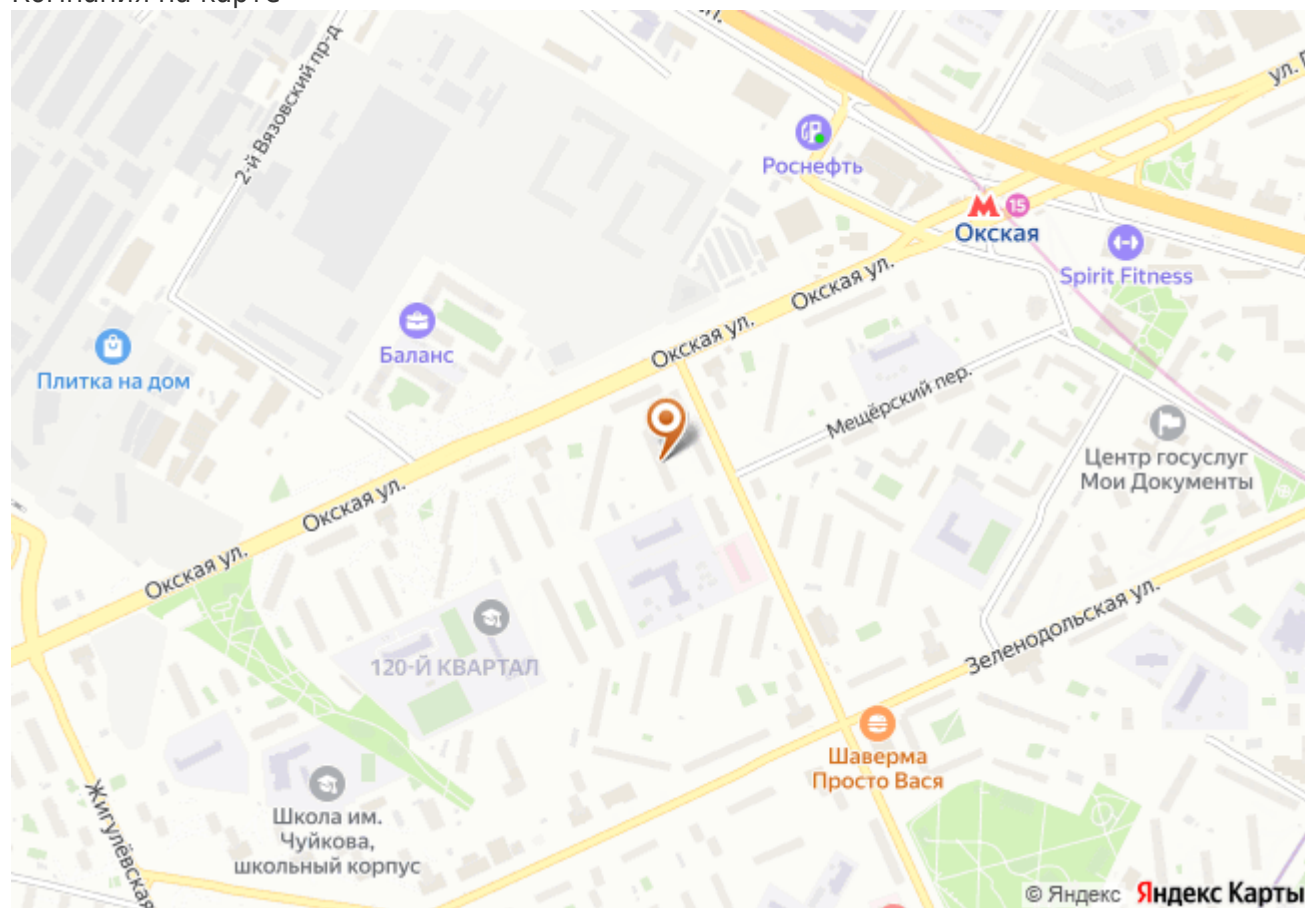 2-й Вязовский пр-д
ул.
Роснефть
15
Окская
Spirit Fitness
Окская ул.
Окская ул.
Баланс
Плитка на дом
Мещёрский пер.
Центр госуслуг
Мои Документы
Окская ул.
Окская ул.
Зеленодольская ул.
120-Й КВАРТАЛ
Шаверма
Просто Вася
Школа им.
Чуйкова,
школьный корпус
Жигулёвская
© Яндекс Яндекс Карты